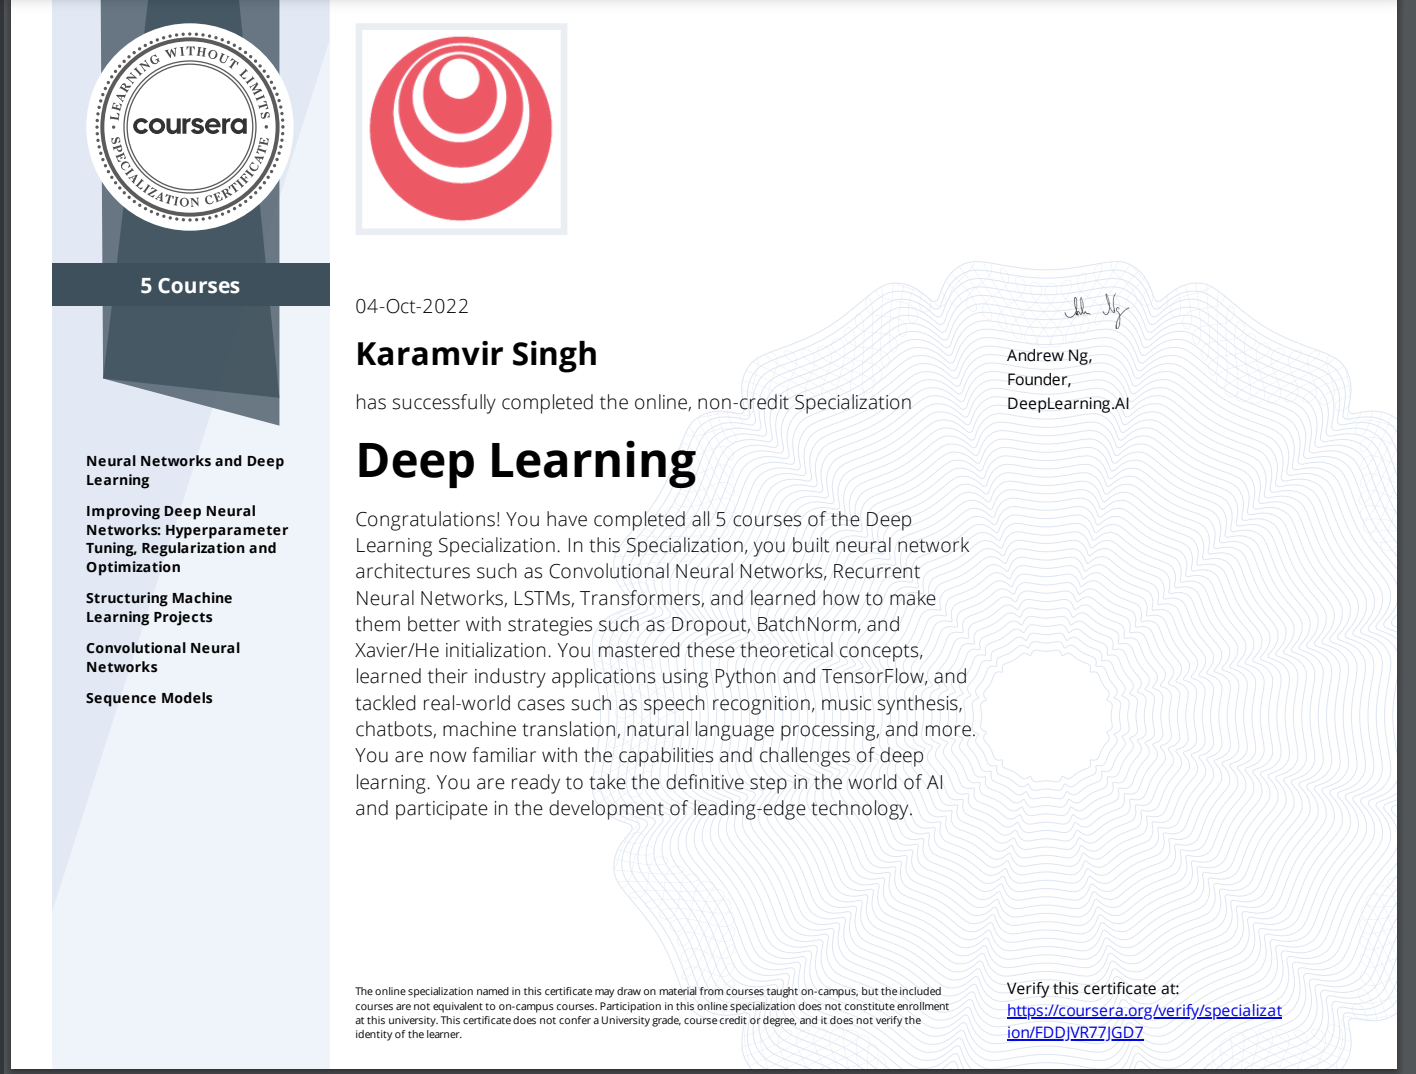 LEARNING WITHOUT LIMITS
coursera
SPECIALIZATION CERTIFICATE
5 Courses
Neural Networks and Deep
Learning
Improving Deep Neural
Networks: Hyperparameter
Tuning, Regularization and
Optimization
Structuring Machine
Learning Projects
Convolutional Neural
Networks
Sequence Models
04-Oct-2022
Karamvir Singh
has successfully completed the online, non-credit Specialization
Deep Learning
Congratulations! You have completed all 5 courses of the Deep
Learning Specialization. In this Specialization, you built neural network
architectures such as Convolutional Neural Networks, Recurrent
Neural Networks, LSTMs, Transformers, and learned how to make
them better with strategies such as Dropout, BatchNorm, and
Xavier/He initialization. You mastered these theoretical concepts,
learned their industry applications using Python and TensorFlow, and
tackled real-world cases such as speech recognition, music synthesis,
chatbots, machine translation, natural language processing, and more.
You are now familiar with the capabilities and challenges of deep
learning. You are ready to take the definitive step in the world of AI
and participate in the development of leading-edge technology.
Andrew Ng,
Founder,
DeepLearning.AI
The online specialization named in this certificate may draw on material from courses taught on-campus, but the included
courses are not equivalent to on-campus courses. Participation in this online specialization does not constitute enrollment
at this university. This certificate does not confer a University grade, course credit or degree, and it does not verify the
identity of the learner.
Verify this certificate at:
https://coursera.org/verify/specializat
ion/FDDJVR77JGD7